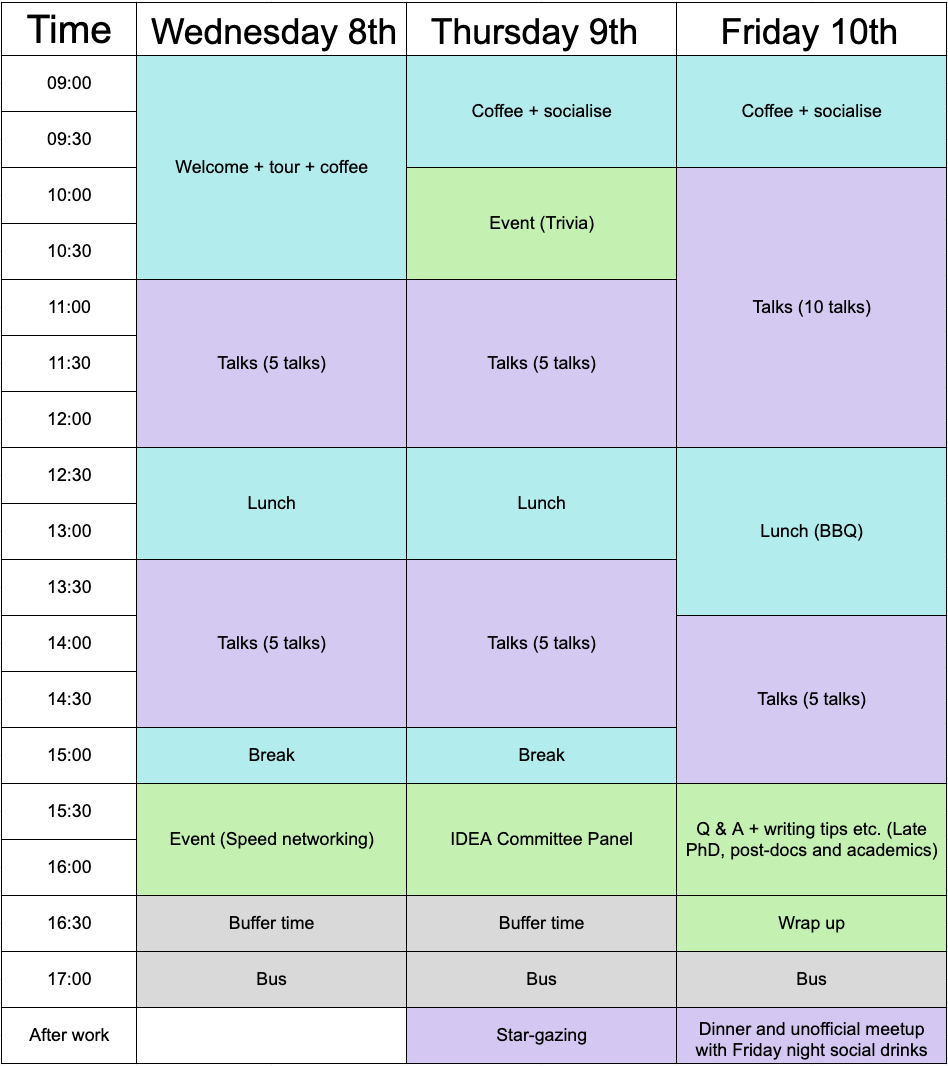 Time Wednesday 8th Thursday 9th Friday 10th
09:00
Coffee + socialise Coffee + socialise
09:30
Welcome + tour + coffee
10:00
Event (Trivia)
10:30
11:00
Talks (10 talks)
11:30
Talks (5 talks) Talks (5 talks)
12:00
12:30
Lunch Lunch
13:00
Lunch (BBQ)
13:30
14:00
Talks (5 talks) Talks (5 talks)
14:30
Talks (5 talks)
15:00 Break Break
15:30
Event (Speed networking) IDEA Committee Panel
Q & A + writing tips etc. (Late
PhD, post-docs and academics)
16:00
16:30 Buffer time Buffer time Wrap up
17:00 Bus Bus Bus
After work Star-gazing
Dinner and unofficial meetup
with Friday night social drinks